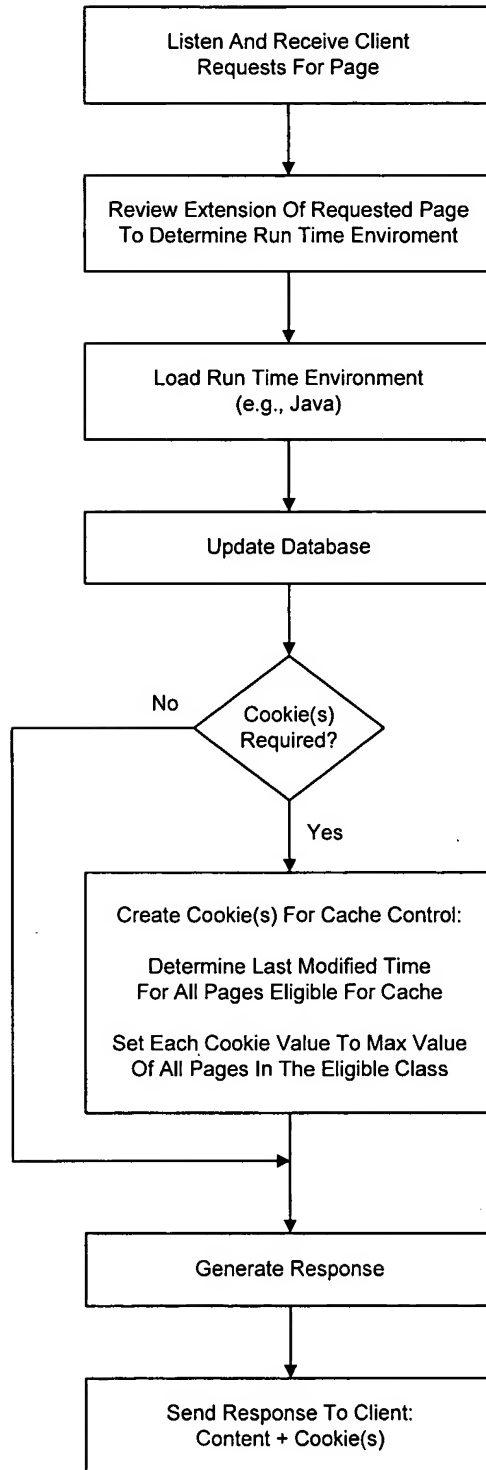 Listen And Receive Client
Requests For Page
Review Extension Of Requested Page
To Determine Run Time Enviroment
Load Run Time Environment
(e.g., Java)
Update Database
No
Cookie(s)
Required?
Yes
Create Cookie(s) For Cache Control:
Determine Last Modified Time
For All Pages Eligible For Cache
Set Each Cookie Value To Max Value
Of All Pages In The Eligible Class
Generate Response
Send Response To Client:
Content + Cookie(s)